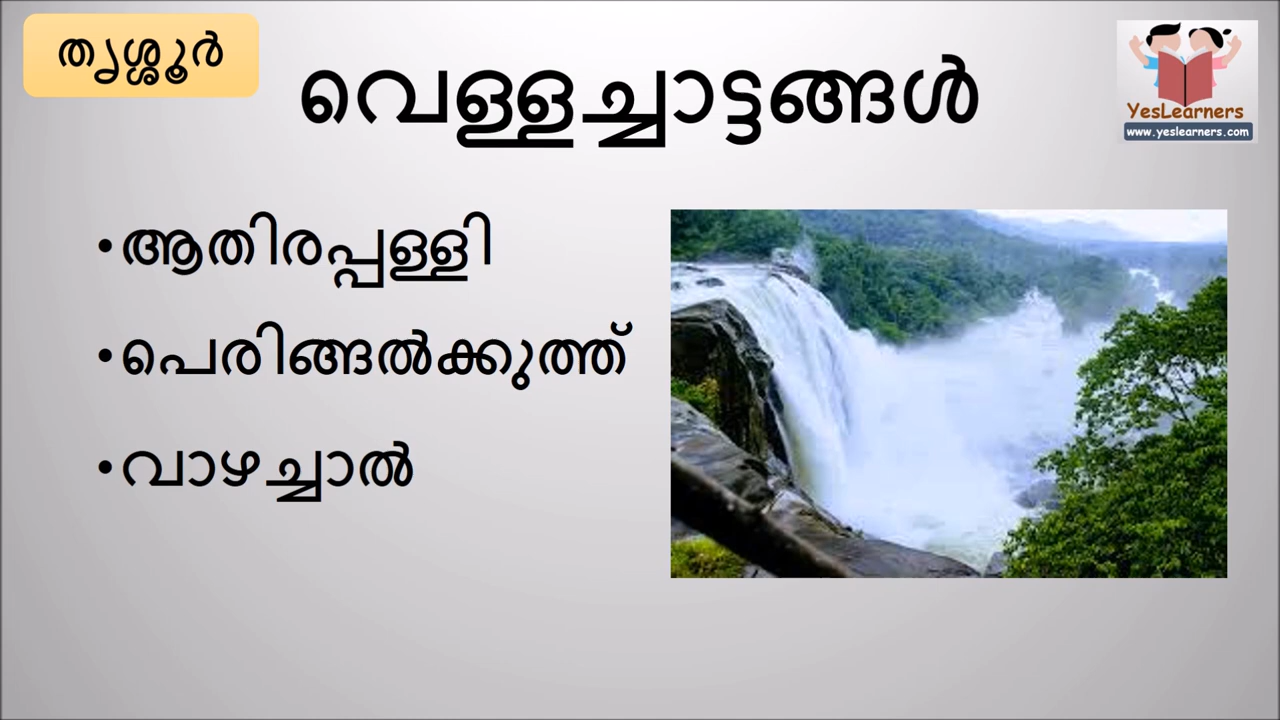 തൃശ്ശൂർ
വെള്ളച്ചാട്ടങ്ങൾ
YesLearners
www.yeslearners.com
•ആതിരപ്പള്ളി
•പെരിങ്ങൽക്കുത്ത്
•വാഴച്ചാൽ